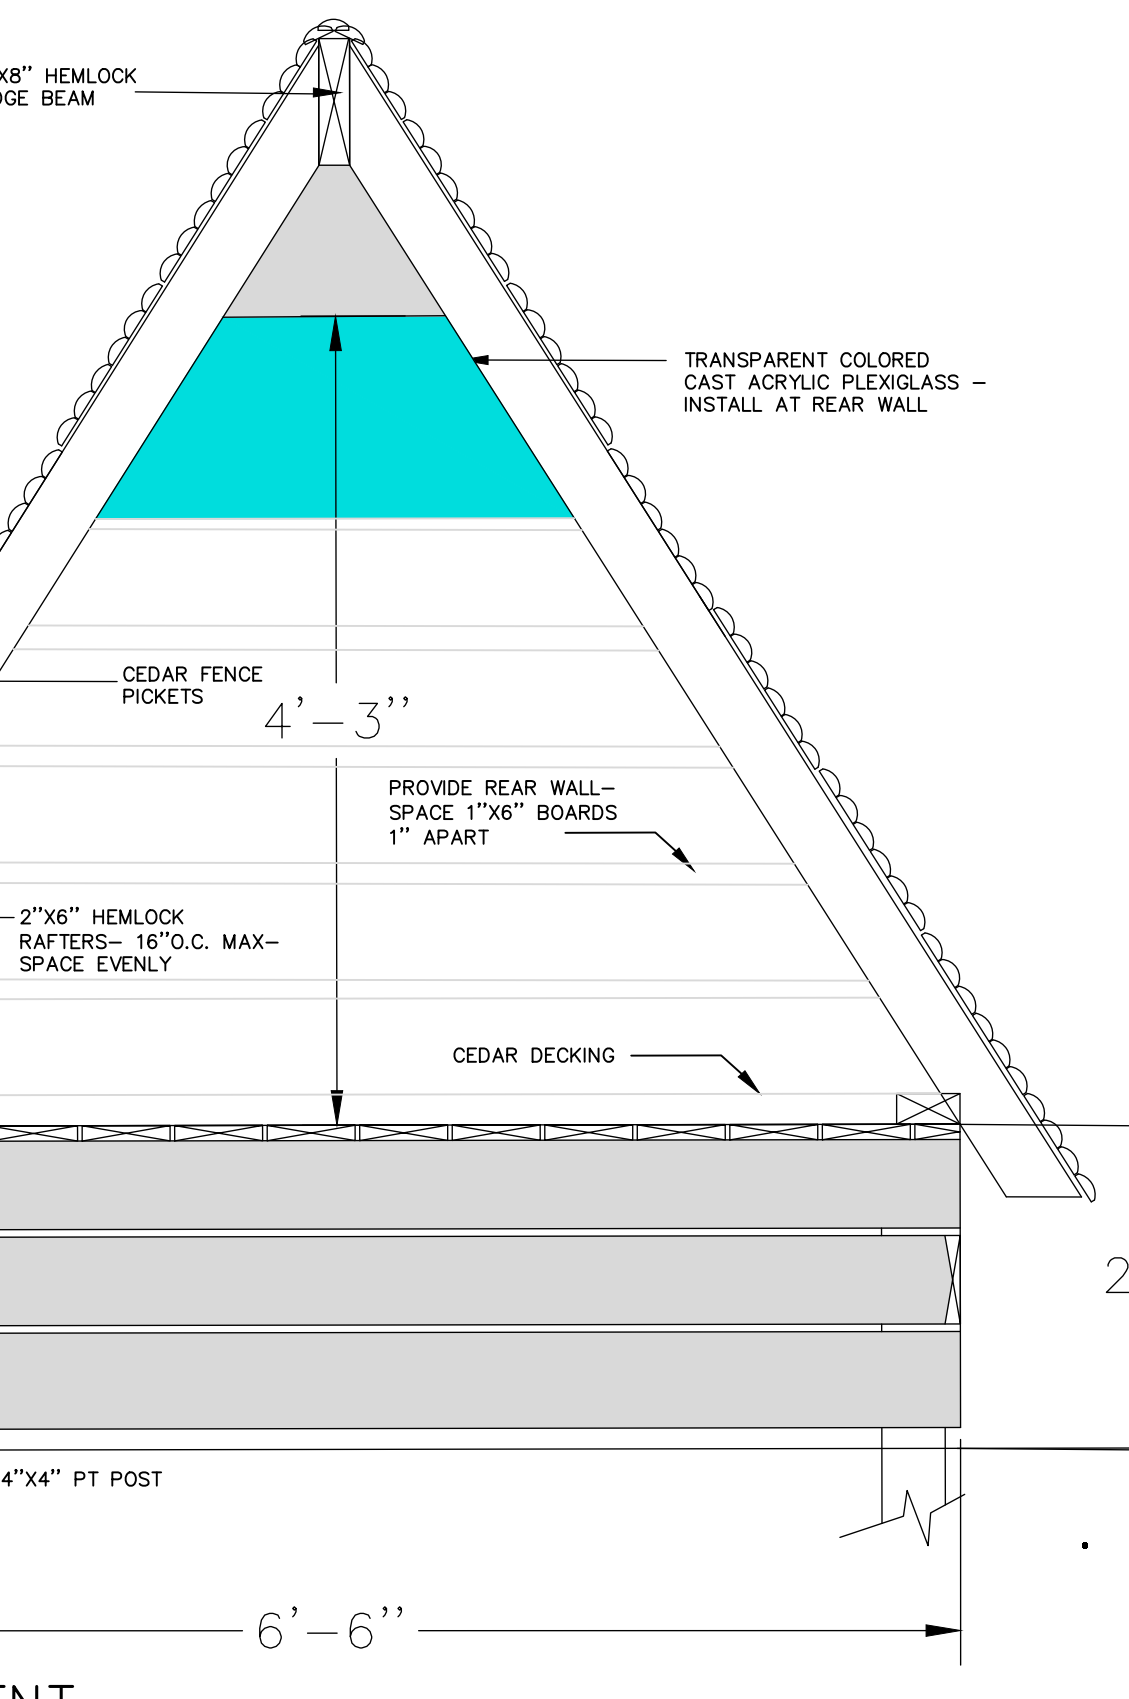 X8" HEMLOCK
GE BEAM
TRANSPARENT COLORED
CAST ACRYLIC PLEXIGLASS –
INSTALL AT REAR WALL
CEDAR FENCE
PICKETS
4'–3"
PROVIDE REAR WALL–
SPACE 1"X6" BOARDS
1" APART
2"X6" HEMLOCK
RAFTERS– 16"O.C. MAX–
SPACE EVENLY
CEDAR DECKING
2
4"X4" PT POST
6'–6"
NT